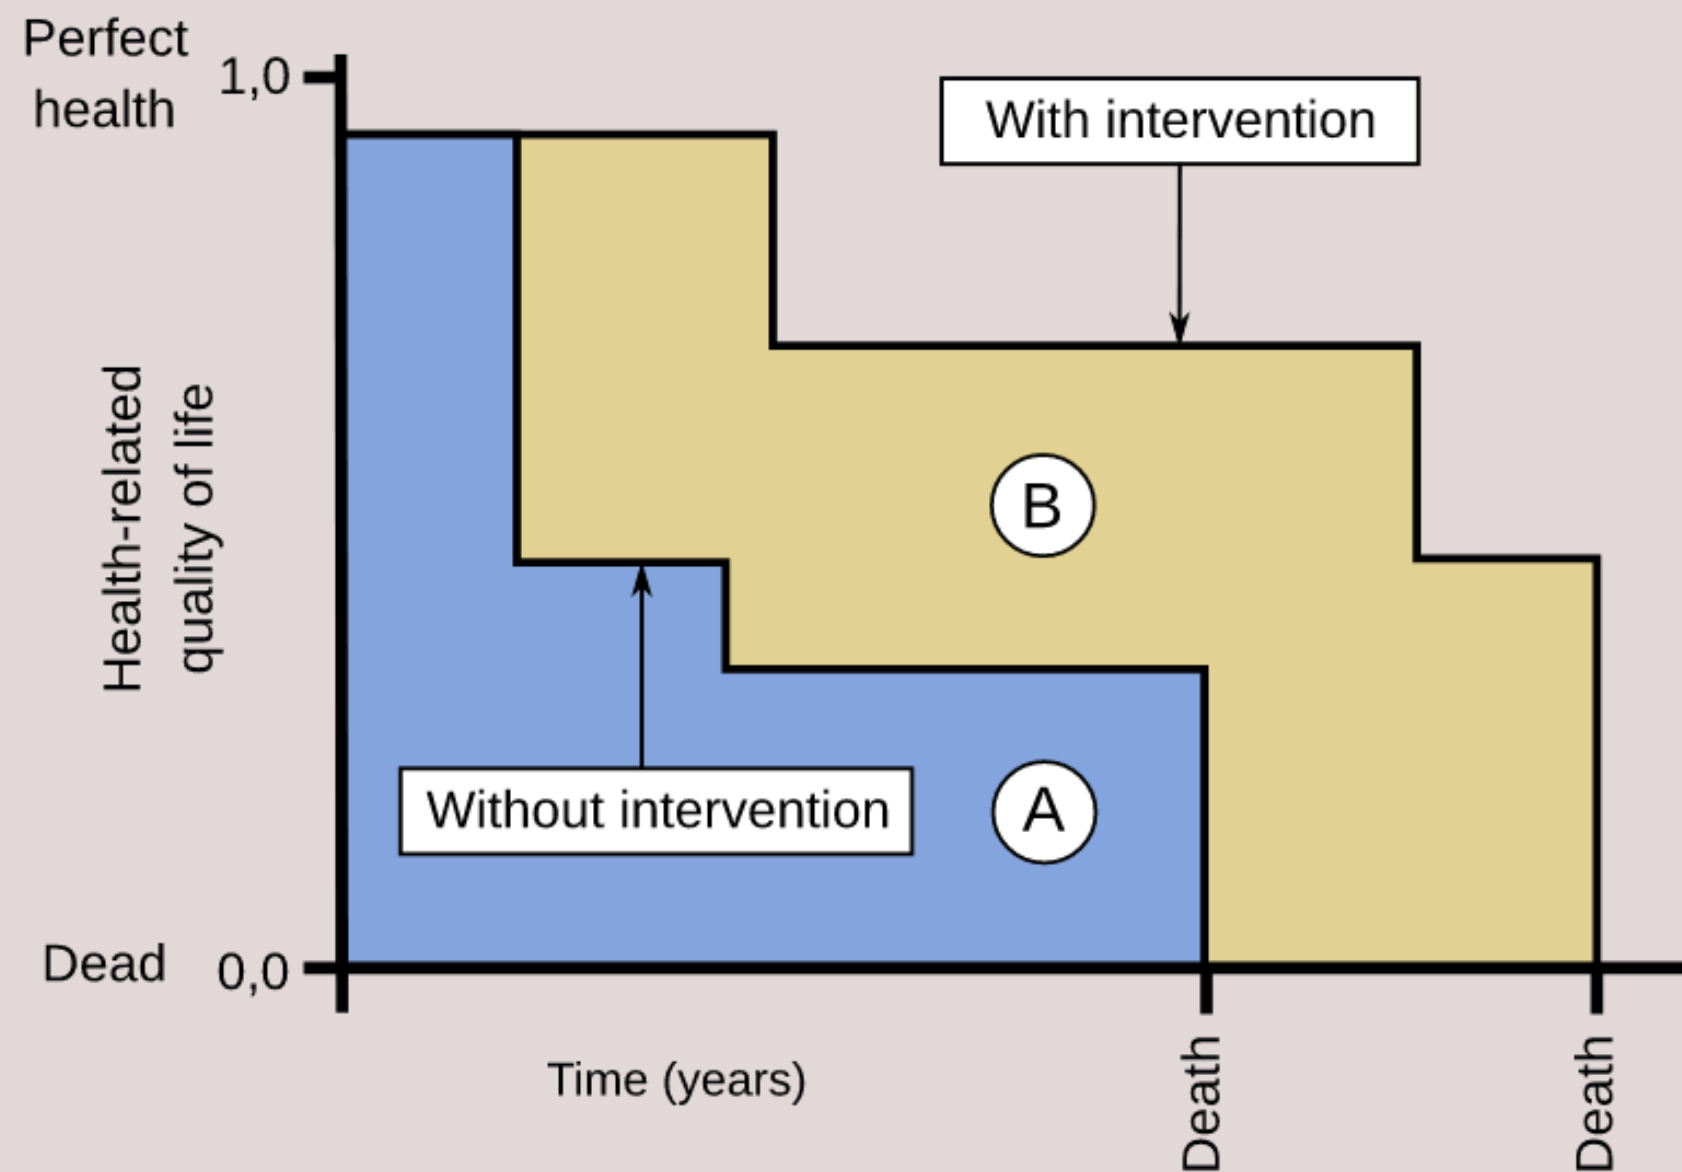 Perfect
health
1,0
With intervention
Health-related
quality of life
B
Without intervention
A
Dead
0,0
Time (years)
Death
Death